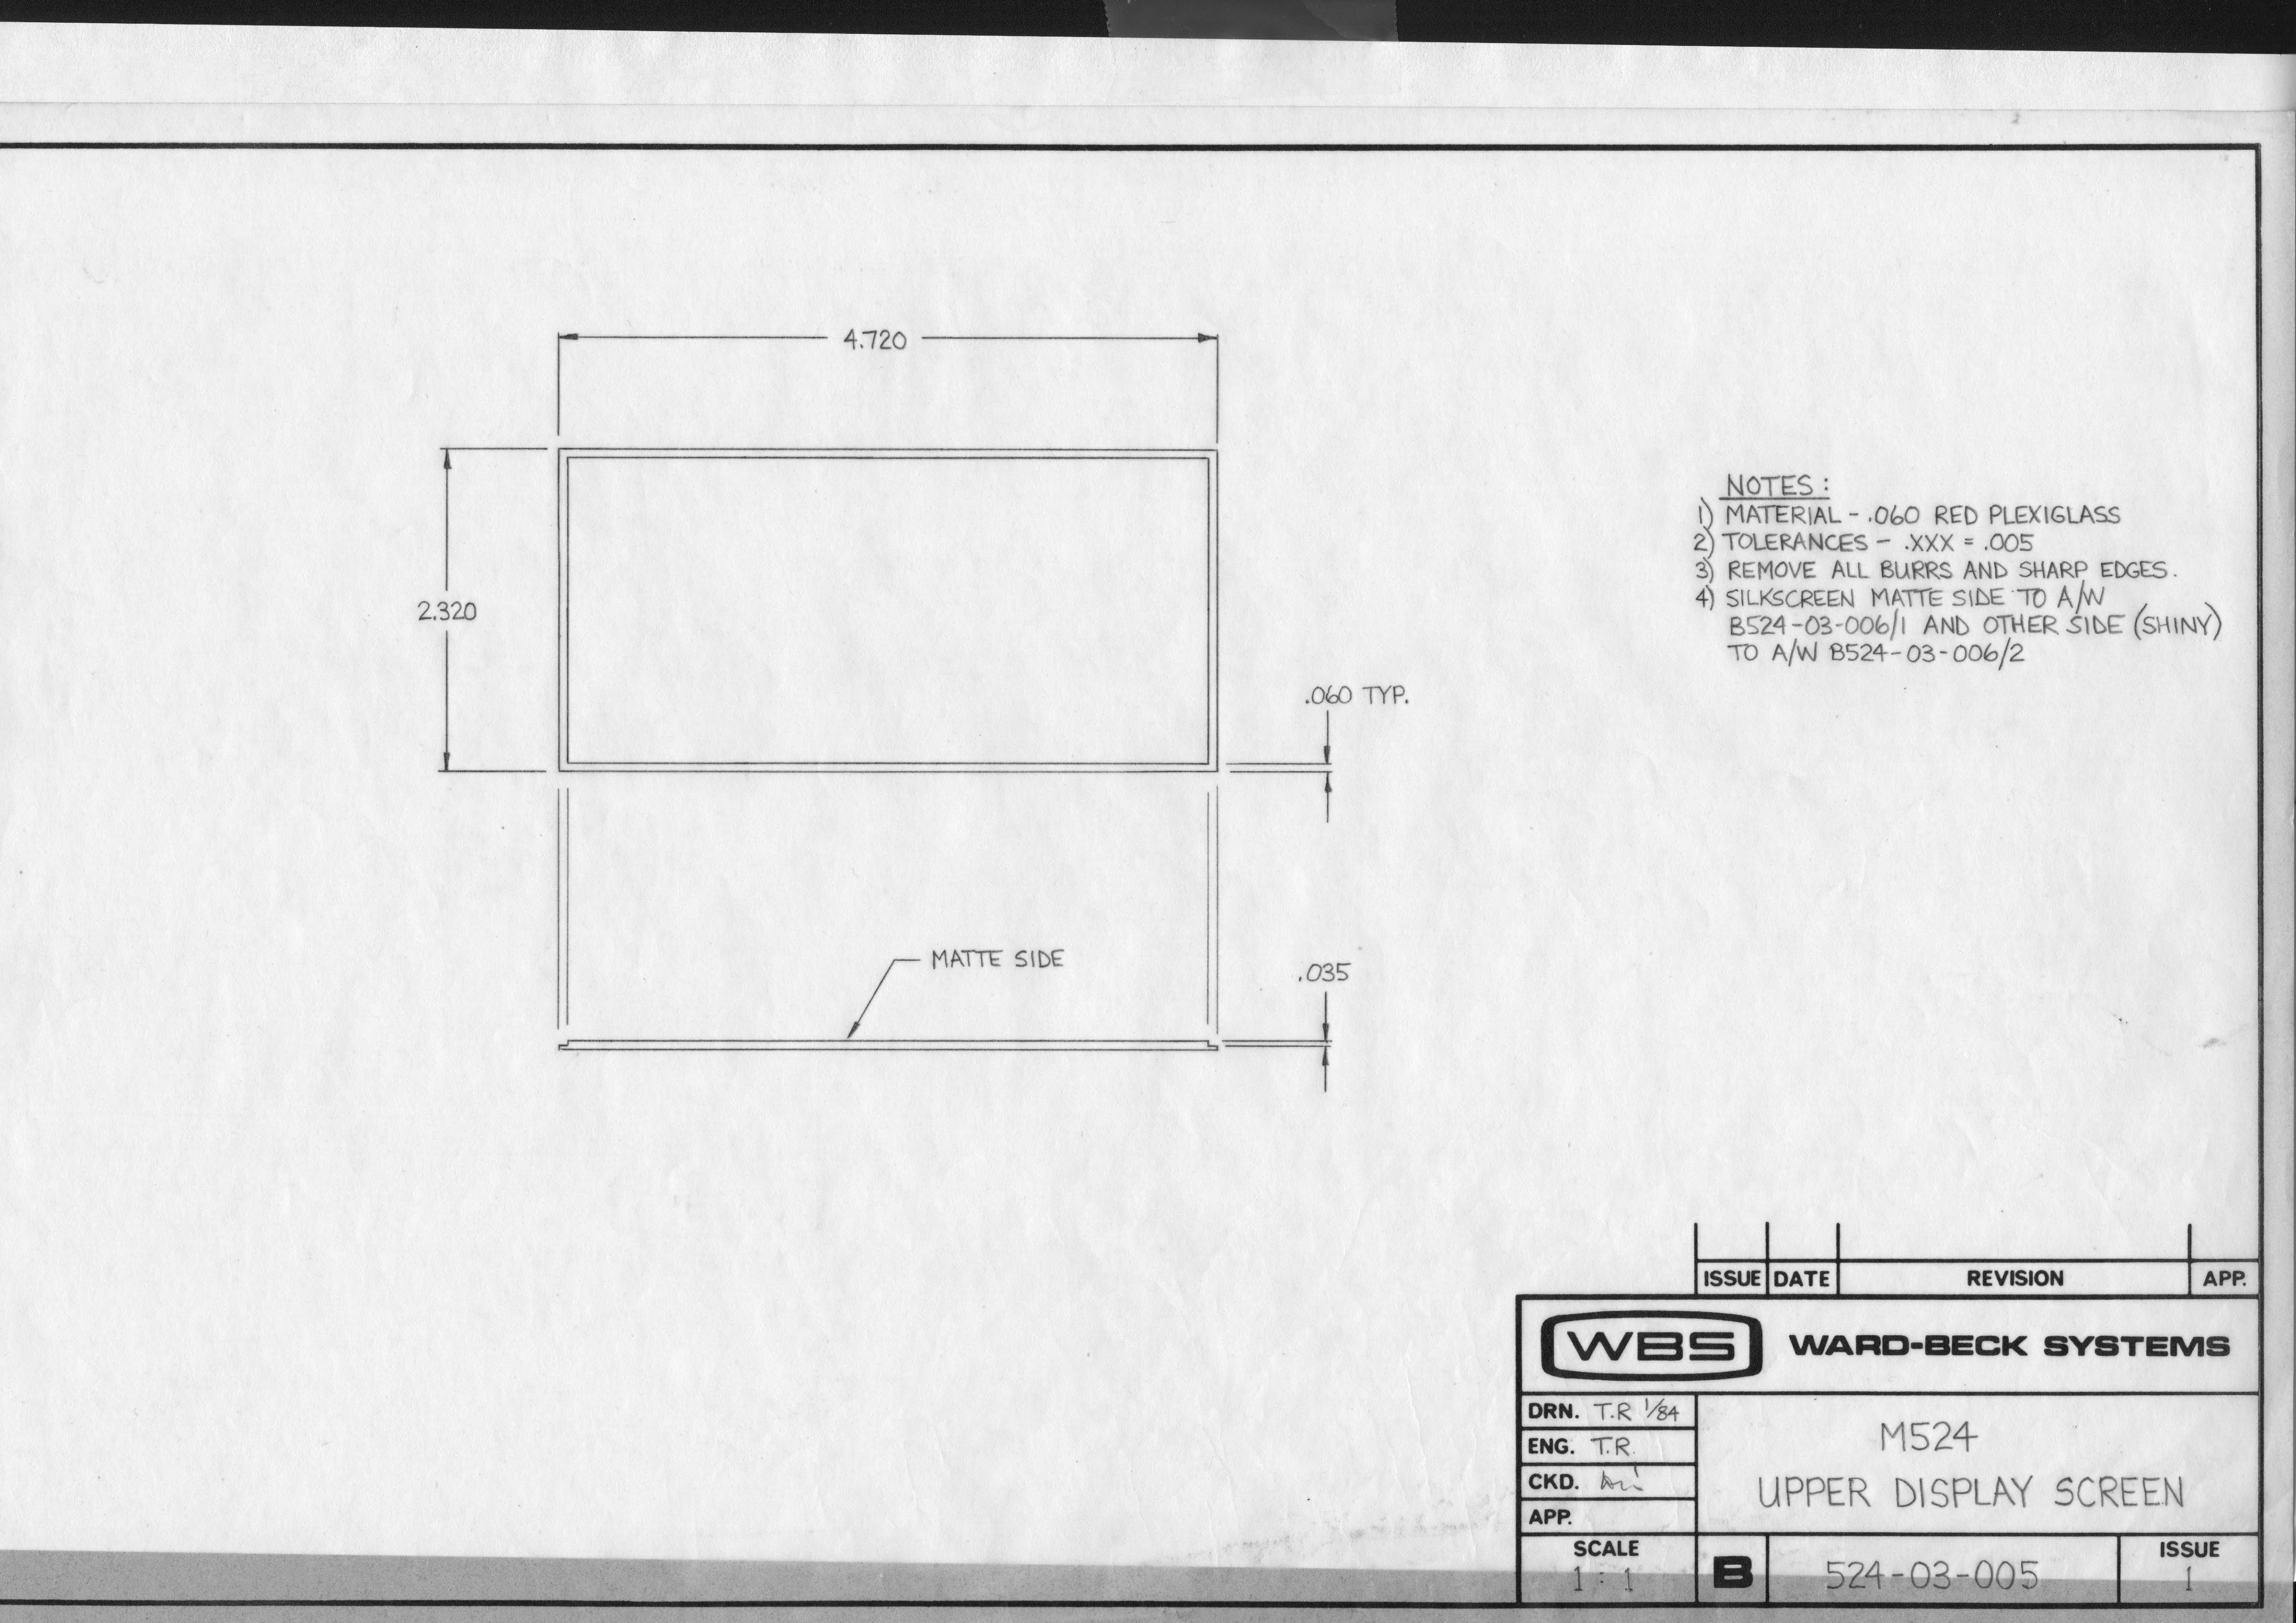 4.720
2.320
NOTES:
1) MATERIAL - .060 RED PLEXIGLASS
2) TOLERANCES - .XXX = .005
3) REMOVE ALL BURRS AND SHARP EDGES.
4) SILKSCREEN MATTE SIDE TO A/W
B524-03-006/1 AND OTHER SIDE (SHINY)
TO A/W B524-03-006/2
.060 TYP.
MATTE SIDE
.035
ISSUE DATE REVISION APP.
WBS WARD-BECK SYSTEMS
DRN. T.R 1/84
ENG. T.R.
CKD.
APP.
M524
UPPER DISPLAY SCREEN
SCALE
1 : 1
B
524-03-005
ISSUE
1